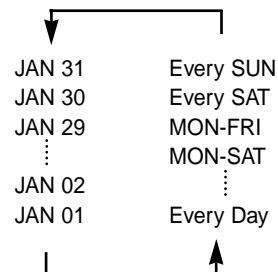 JAN 31 Every SUN
JAN 30 Every SAT
JAN 29 MON-FRI
MON-SAT
JAN 02
JAN 01 Every Day